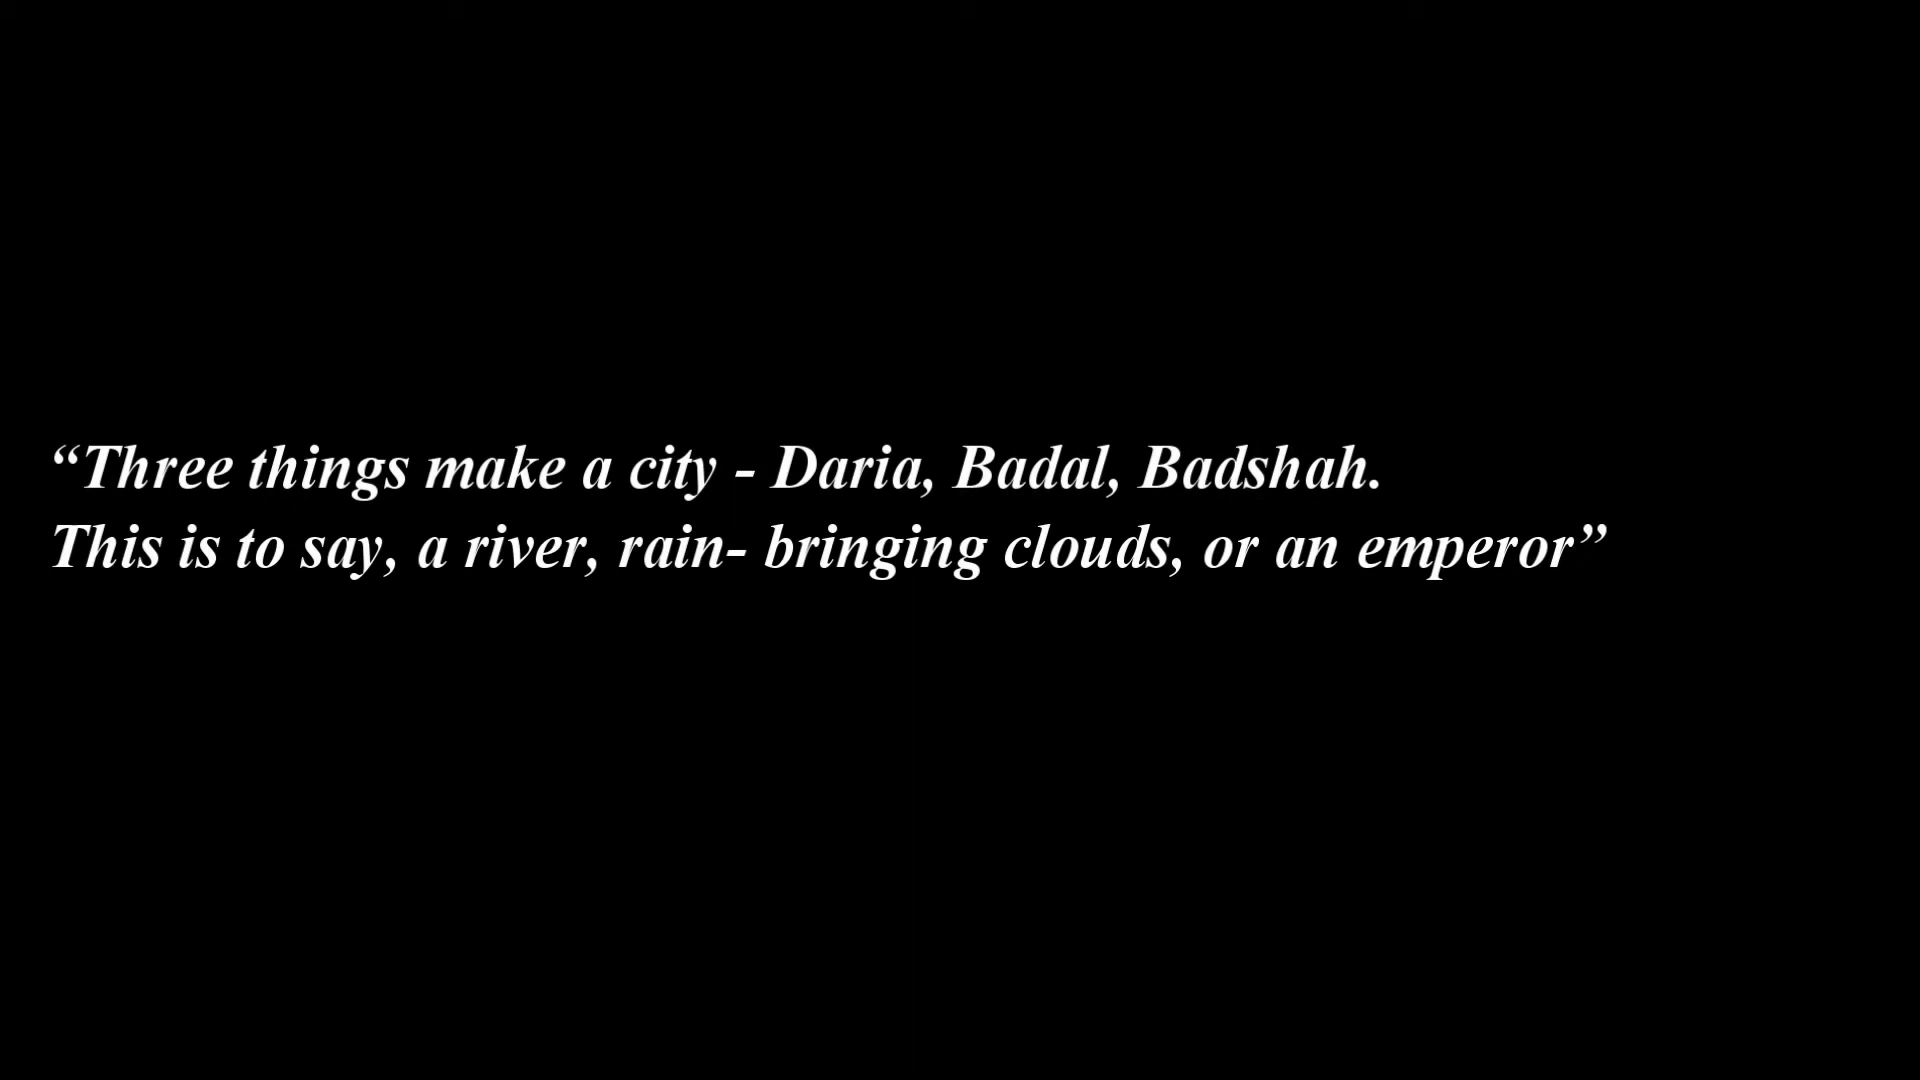 “Three things make a city - Daria, Badal, Badshah.
This is to say, a river, rain- bringing clouds, or an emperor”